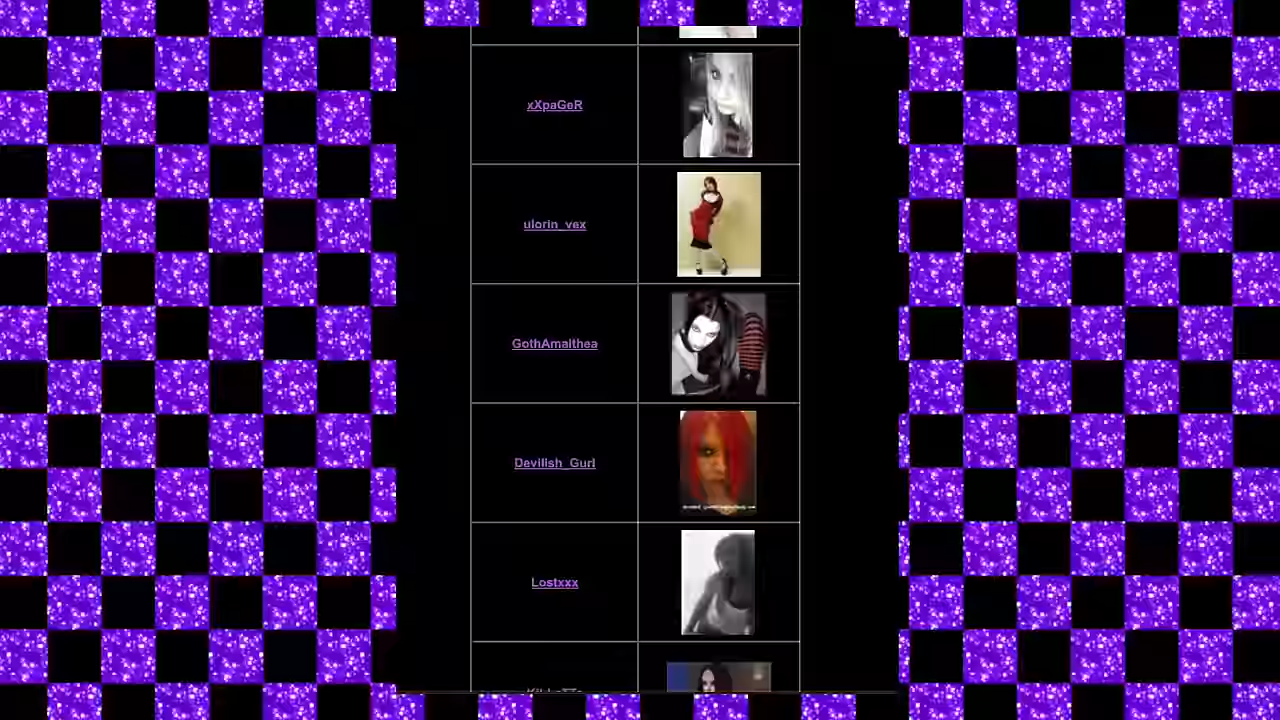 xXpaGeR
ulorin_vex
GothAmalthea
Devilish_Gurl
Lostxxx